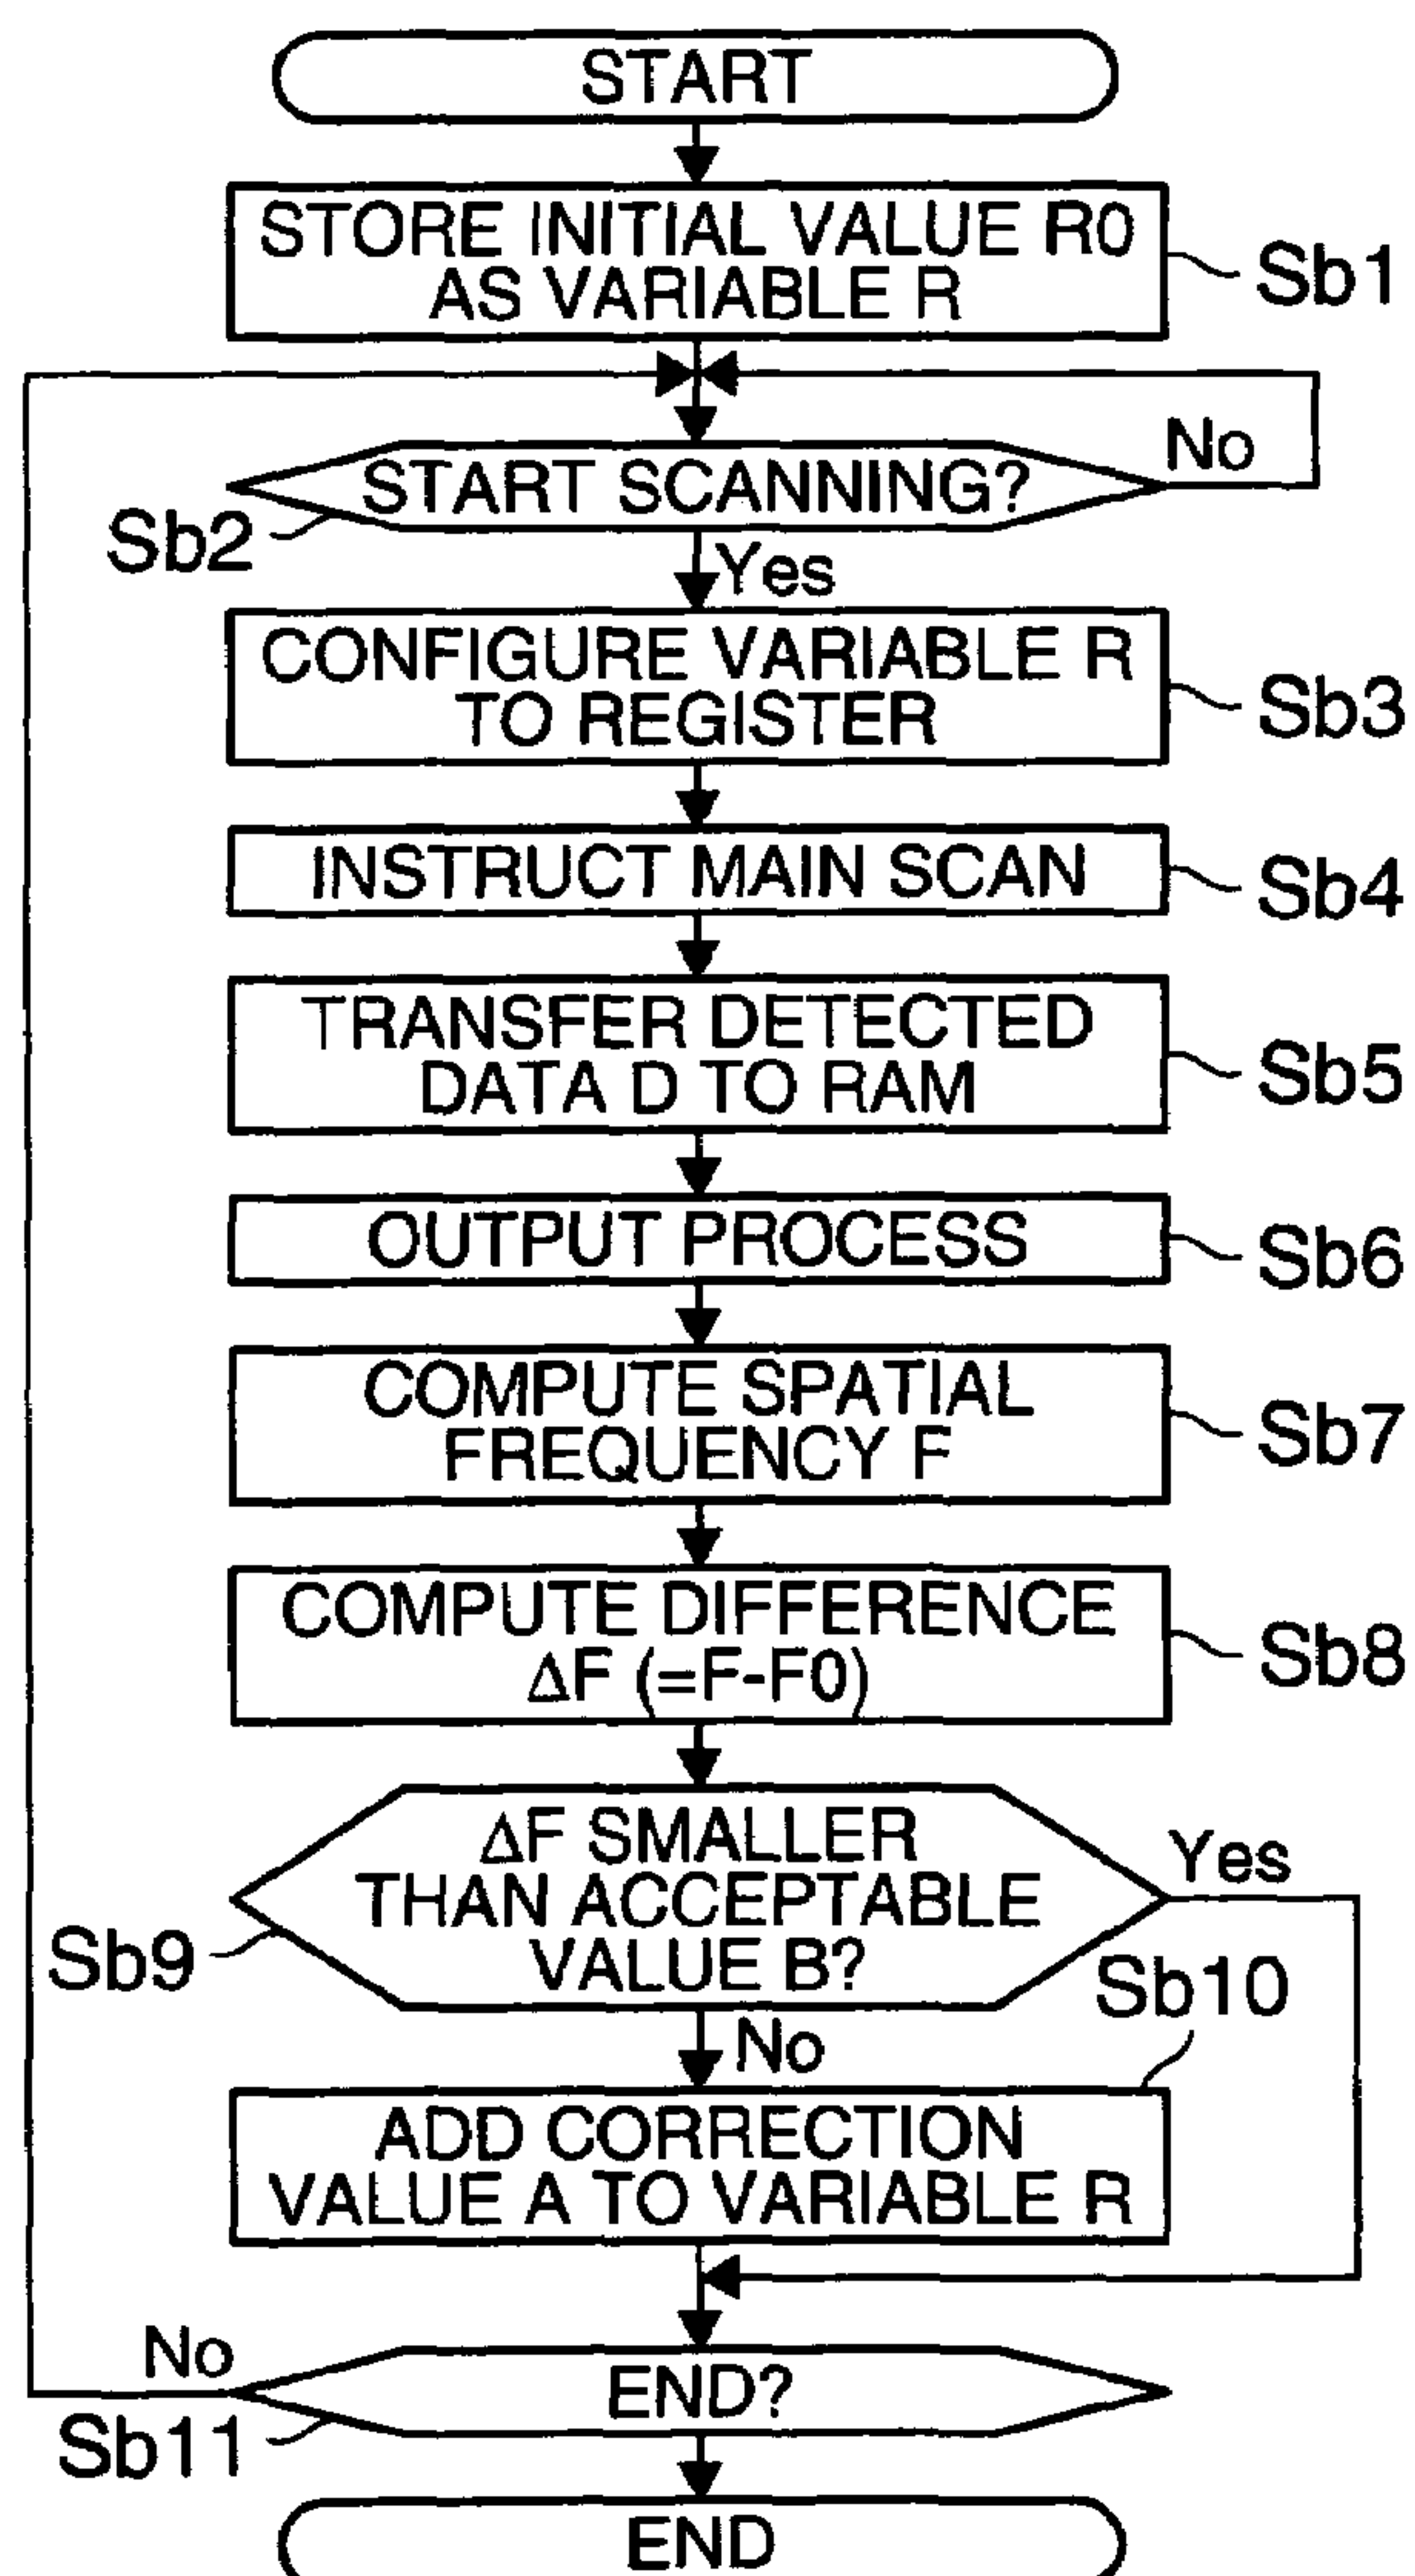 START
STORE INITIAL VALUE R0
AS VARIABLE R
Sb1
START SCANNING?
No
Sb2
Yes
CONFIGURE VARIABLE R
TO REGISTER
Sb3
INSTRUCT MAIN SCAN
Sb4
TRANSFER DETECTED
DATA D TO RAM
Sb5
OUTPUT PROCESS
Sb6
COMPUTE SPATIAL
FREQUENCY F
Sb7
COMPUTE DIFFERENCE
ΔF (=F-F0)
Sb8
ΔF SMALLER
THAN ACCEPTABLE
VALUE B?
Yes
Sb9
No
Sb10
ADD CORRECTION
VALUE A TO VARIABLE R
No
END?
Sb11
END